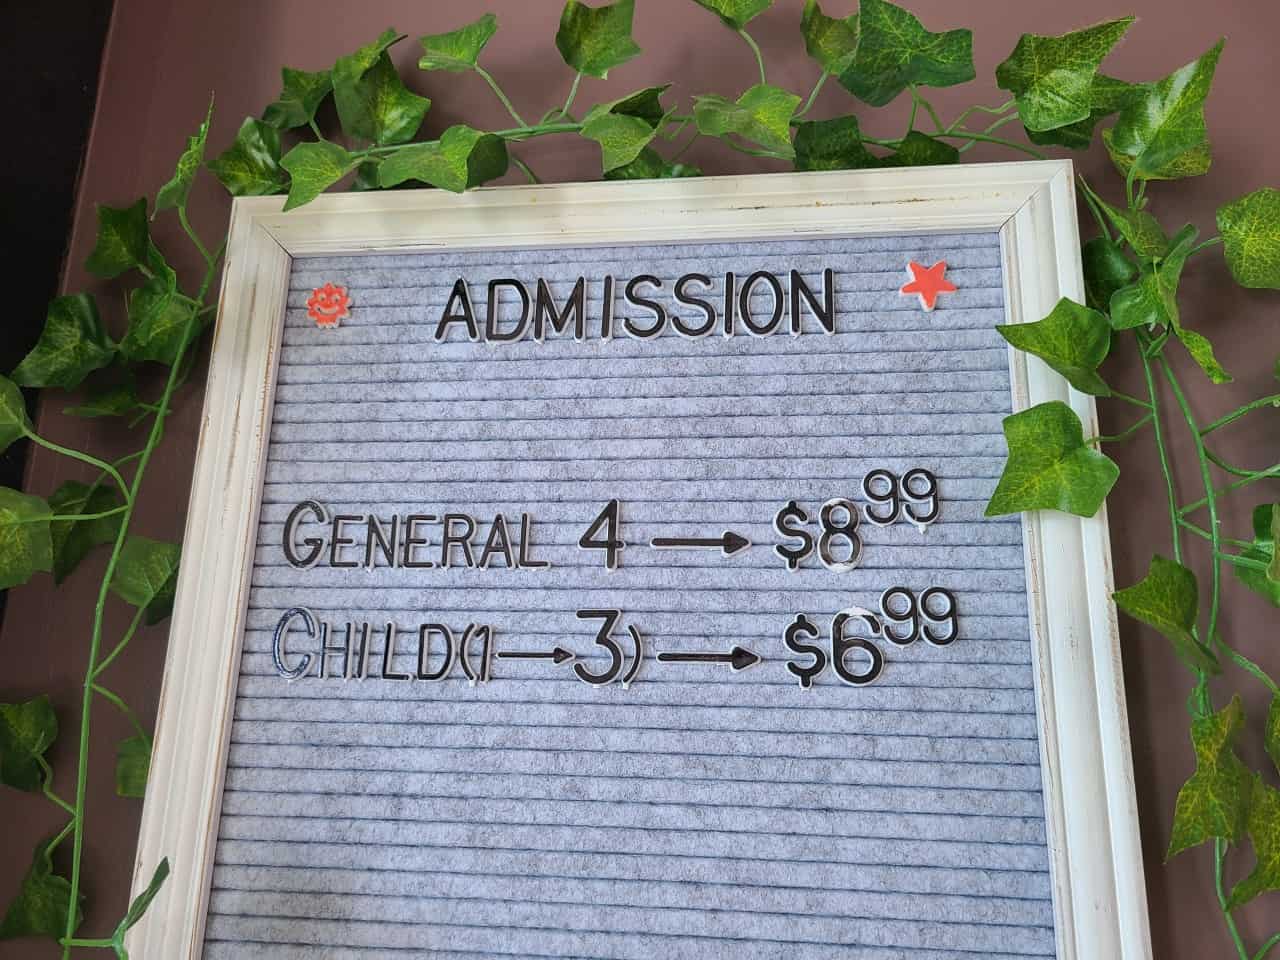 ADMISSION
GENERAL 4 → $8.99
CHILD(1→3) → $6.99